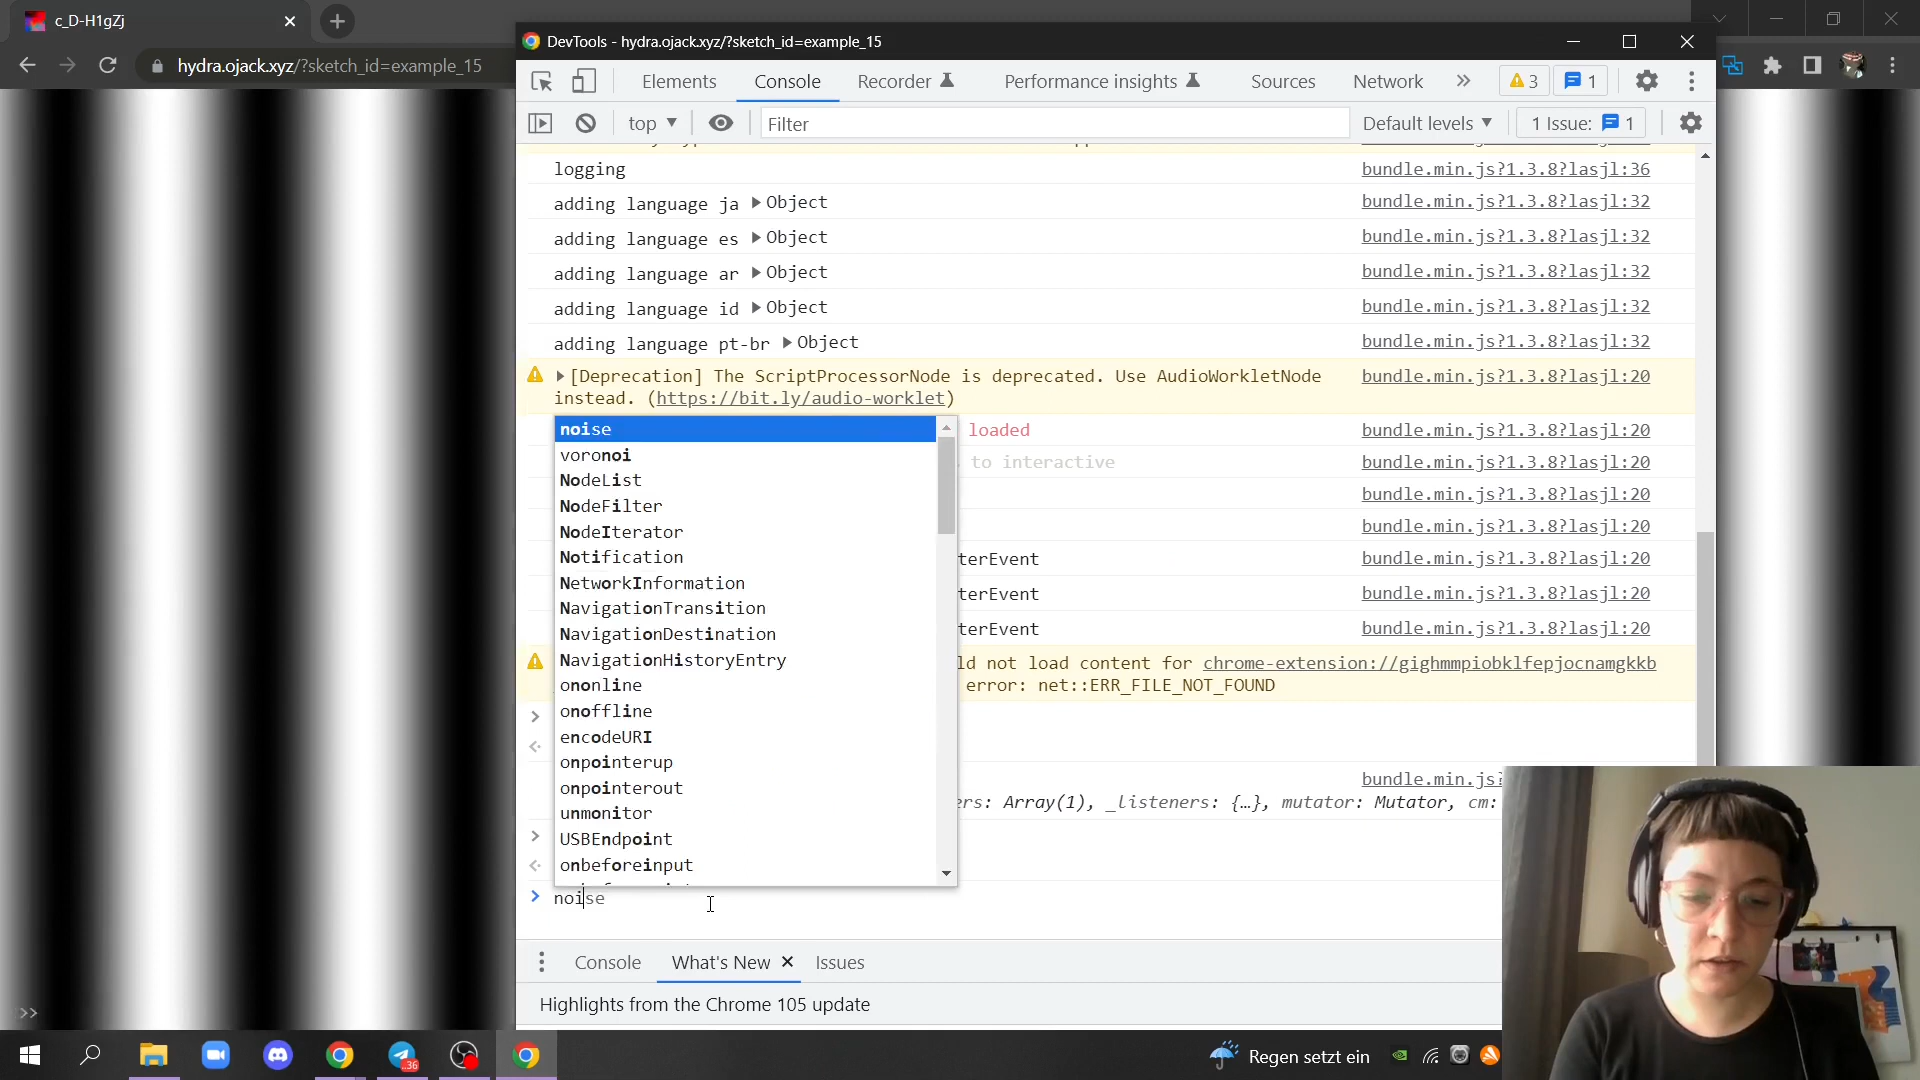 c_D-H1gZj
hydra.ojack.xyz/?sketch_id=example_15
DevTools - hydra.ojack.xyz/?sketch_id=example_15
Elements
Console
Recorder
Performance insights
Sources
Network
3
1
top
Filter
Default levels
1 Issue:
1
logging
bundle.min.js?1.3.8?lasjl:36
adding language ja
Object
bundle.min.js?1.3.8?lasjl:32
adding language es
Object
bundle.min.js?1.3.8?lasjl:32
adding language ar
Object
bundle.min.js?1.3.8?lasjl:32
adding language id
Object
bundle.min.js?1.3.8?lasjl:32
adding language pt-br
Object
bundle.min.js?1.3.8?lasjl:32
[Deprecation] The ScriptProcessorNode is deprecated. Use AudioWorkletNode
bundle.min.js?1.3.8?lasjl:20
instead. (https://bit.ly/audio-worklet)
loaded
bundle.min.js?1.3.8?lasjl:20
to interactive
bundle.min.js?1.3.8?lasjl:20
bundle.min.js?1.3.8?lasjl:20
bundle.min.js?1.3.8?lasjl:20
terEvent
bundle.min.js?1.3.8?lasjl:20
terEvent
bundle.min.js?1.3.8?lasjl:20
terEvent
bundle.min.js?1.3.8?lasjl:20
ld not load content for chrome-extension://gighmmpiobklfepjocnamgkkb
error: net::ERR_FILE_NOT_FOUND
bundle.min.js?
ers: Array(1), _listeners: {…}, mutator: Mutator, cm:
noise
voronoi
NodeList
NodeFilter
NodeIterator
Notification
NetworkInformation
NavigationTransition
NavigationDestination
NavigationHistoryEntry
ononline
onoffline
encodeURI
onpointerup
onpointerout
unmonitor
USBEndpoint
onbeforeinput
noise
Console
What's New
Issues
Highlights from the Chrome 105 update
>>
36
Regen setzt ein